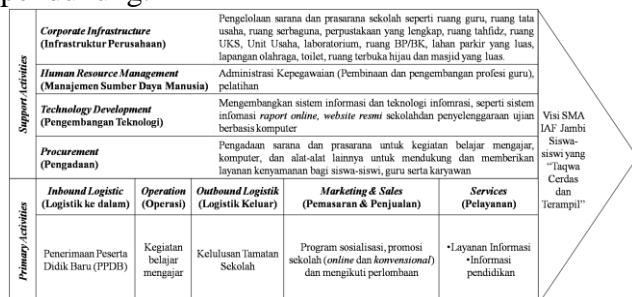 Support Activities
Corporate Infrastructure
(Infrastruktur Perusahaan)
Pengelolaan sarana dan prasarana sekolah seperti ruang guru, ruang tata
usaha, ruang serbaguna, perpustakaan yang lengkap, ruang tahfidz, ruang
UKS, Unit Usaha, laboratorium, ruang BP/BK, lahan parkir yang luas,
lapangan olahraga, toilet, ruang terbuka hijau dan masjid yang luas.
Human Resource Management
(Manajemen Sumber Daya Manusia)
Administrasi Kepegawaian (Pembinaan dan pengembangan profesi guru),
pelatihan
Technology Development
(Pengembangan Teknologi)
Mengembangkan sistem informasi dan teknologi infomrasi, seperti sistem
infomasi raport online, website resmi sekolahdan penyelenggaraan ujian
berbasis komputer
Procurement
(Pengadaan)
Pengadaan sarana dan prasarana untuk kegiatan belajar mengajar,
komputer, dan alat-alat lainnya untuk mendukung dan memberikan
layanan kenyamanan bagi siswa-siswi, guru serta karyawan
Primary Activities
Inbound Logistic
(Logistik ke dalam)
Operation
(Operasi)
Outbound Logistik
(Logistik Keluar)
Marketing & Sales
(Pemasaran & Penjualan)
Services
(Pelayanan)
Penerimaan Peserta
Didik Baru (PPDB)
Kegiatan
belajar
mengajar
Kelulusan Tamatan
Sekolah
Program sosialisasi, promosi
sekolah (online dan konvensional)
dan mengikuti perlombaan
•Layanan Informasi
•Informasi
pendidikan
Visi SMA
IAF Jambi
Siswa-
siswi yang
"Taqwa
Cerdas
dan
Terampil"